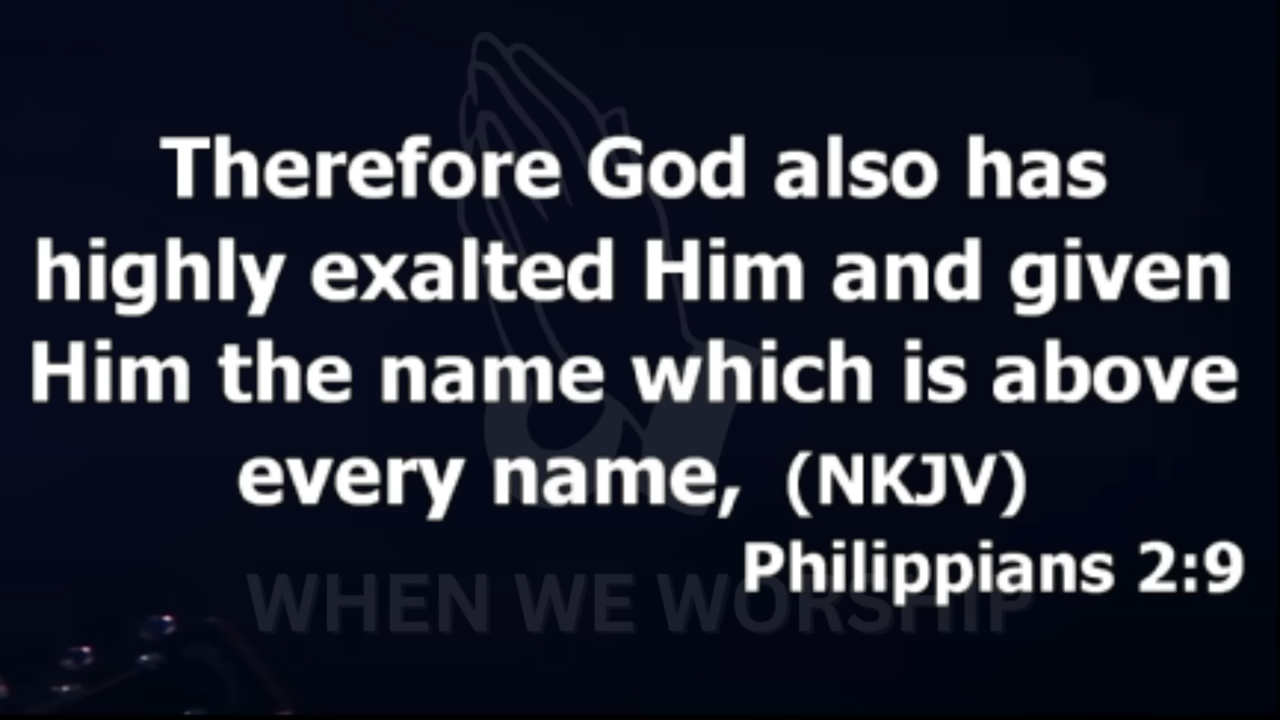 Therefore God also has
highly exalted Him and given
Him the name which is above
every name, (NKJV)
Philippians 2:9
WHEN WE WORSHIP